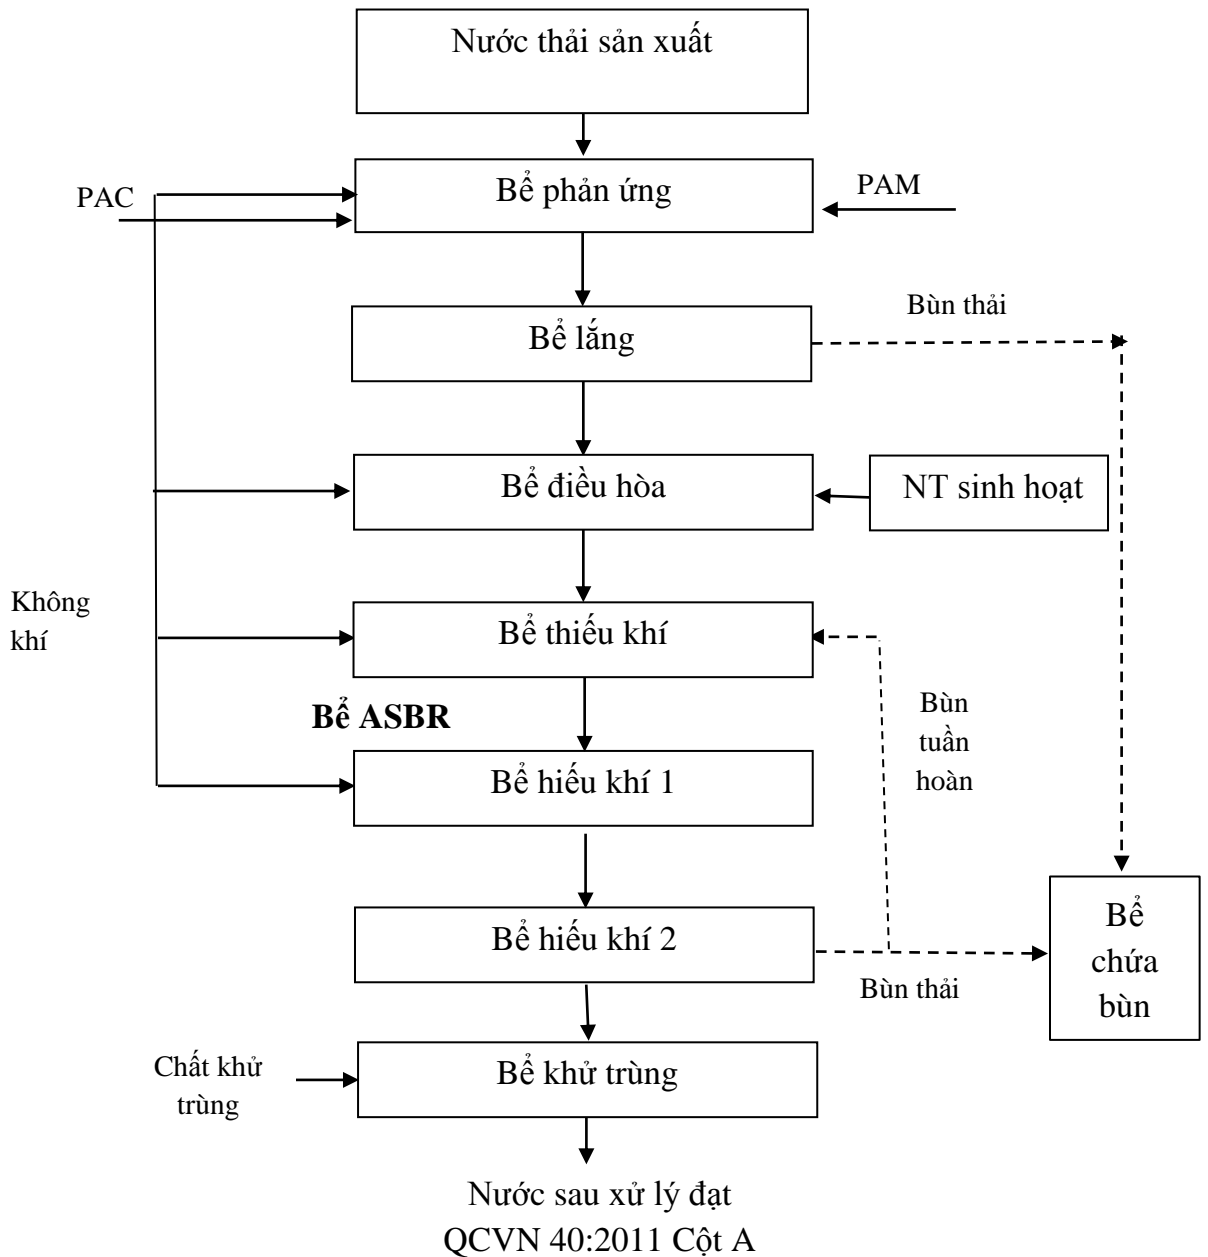 Nước thải sản xuất
PAC
Bể phản ứng
PAM
Bùn thải
Bể lắng
Bể điều hòa
NT sinh hoạt
Không
khí
Bể thiếu khí
Bể ASBR
Bùn
tuần
hoàn
Bể hiếu khí 1
Bể hiếu khí 2
Bùn thải
Bể
chứa
bùn
Chất khử
trùng
Bể khử trùng
Nước sau xử lý đạt
QCVN 40:2011 Cột A